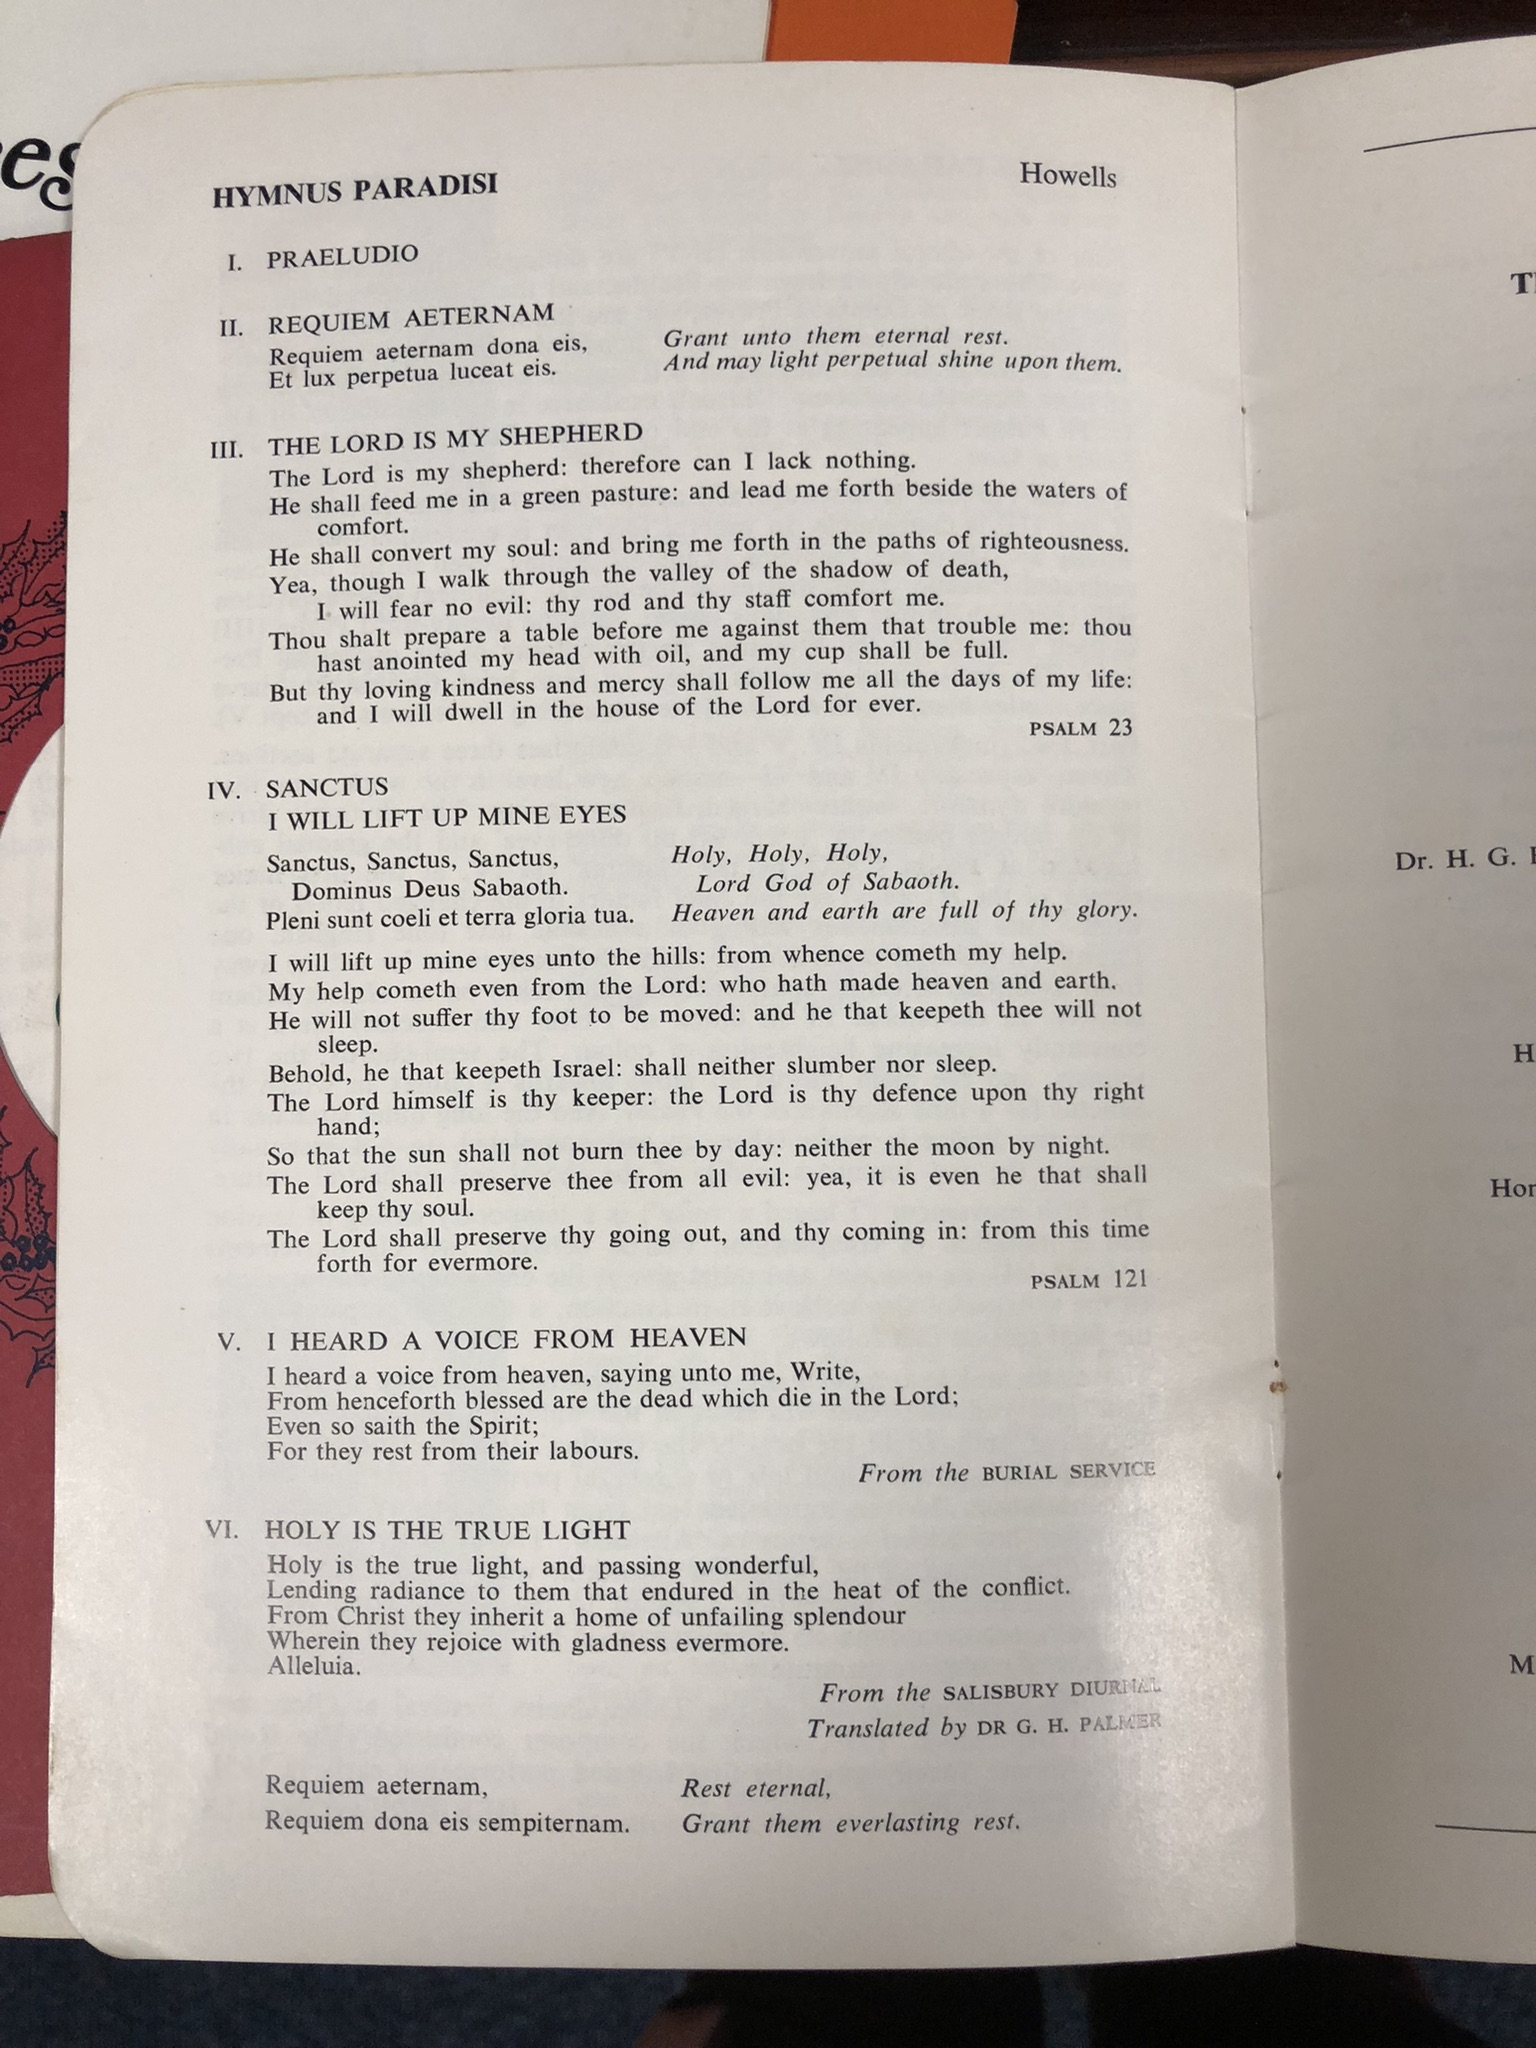 es
HYMNUS PARADISI Howells
I. PRAELUDIO
II. REQUIEM AETERNAM
Requiem aeternam dona eis, Grant unto them eternal rest.
Et lux perpetua luceat eis. And may light perpetual shine upon them.
III. THE LORD IS MY SHEPHERD
The Lord is my shepherd: therefore can I lack nothing.
He shall feed me in a green pasture: and lead me forth beside the waters of
comfort.
He shall convert my soul: and bring me forth in the paths of righteousness.
Yea, though I walk through the valley of the shadow of death,
I will fear no evil: thy rod and thy staff comfort me.
Thou shalt prepare a table before me against them that trouble me: thou
hast anointed my head with oil, and my cup shall be full.
But thy loving kindness and mercy shall follow me all the days of my life:
and I will dwell in the house of the Lord for ever.
PSALM 23
IV. SANCTUS
I WILL LIFT UP MINE EYES
Sanctus, Sanctus, Sanctus, Holy, Holy, Holy,
Dominus Deus Sabaoth. Lord God of Sabaoth.
Pleni sunt coeli et terra gloria tua. Heaven and earth are full of thy glory.
I will lift up mine eyes unto the hills: from whence cometh my help.
My help cometh even from the Lord: who hath made heaven and earth.
He will not suffer thy foot to be moved: and he that keepeth thee will not
sleep.
Behold, he that keepeth Israel: shall neither slumber nor sleep.
The Lord himself is thy keeper: the Lord is thy defence upon thy right
hand;
So that the sun shall not burn thee by day: neither the moon by night.
The Lord shall preserve thee from all evil: yea, it is even he that shall
keep thy soul.
The Lord shall preserve thy going out, and thy coming in: from this time
forth for evermore.
PSALM 121
V. I HEARD A VOICE FROM HEAVEN
I heard a voice from heaven, saying unto me, Write,
From henceforth blessed are the dead which die in the Lord;
Even so saith the Spirit;
For they rest from their labours.
From the BURIAL SERVICE
VI. HOLY IS THE TRUE LIGHT
Holy is the true light, and passing wonderful,
Lending radiance to them that endured in the heat of the conflict.
From Christ they inherit a home of unfailing splendour
Wherein they rejoice with gladness evermore.
Alleluia.
From the SALISBURY DIURNAL
Translated by DR G. H. PALMER
Requiem aeternam, Rest eternal,
Requiem dona eis sempiternam. Grant them everlasting rest.
Dr. H. G.